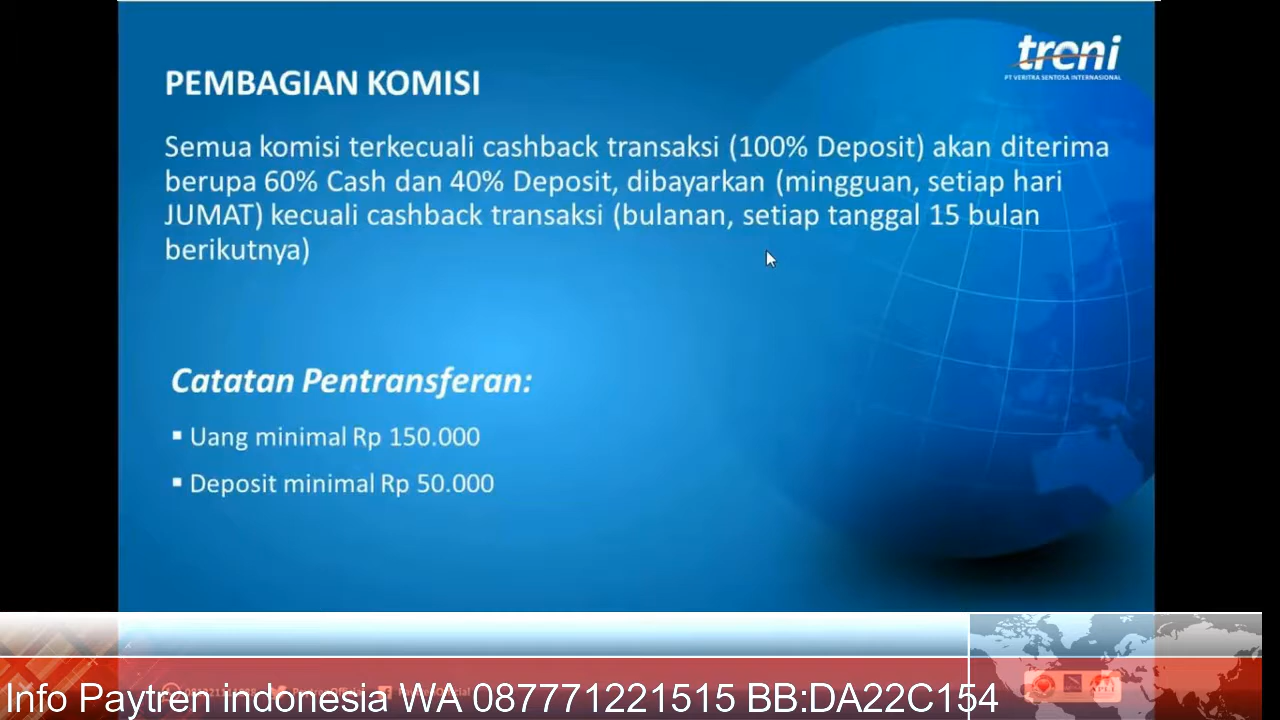 treni
PT VERITRA SENTOSA INTERNASIONAL
PEMBAGIAN KOMISI
Semua komisi terkecuali cashback transaksi (100% Deposit) akan diterima
berupa 60% Cash dan 40% Deposit, dibayarkan (mingguan, setiap hari
JUMAT) kecuali cashback transaksi (bulanan, setiap tanggal 15 bulan
berikutnya)
Catatan Pentransferan:
▪ Uang minimal Rp 150.000
▪ Deposit minimal Rp 50.000
Info Paytren indonesia WA 087771221515 BB:DA22C154